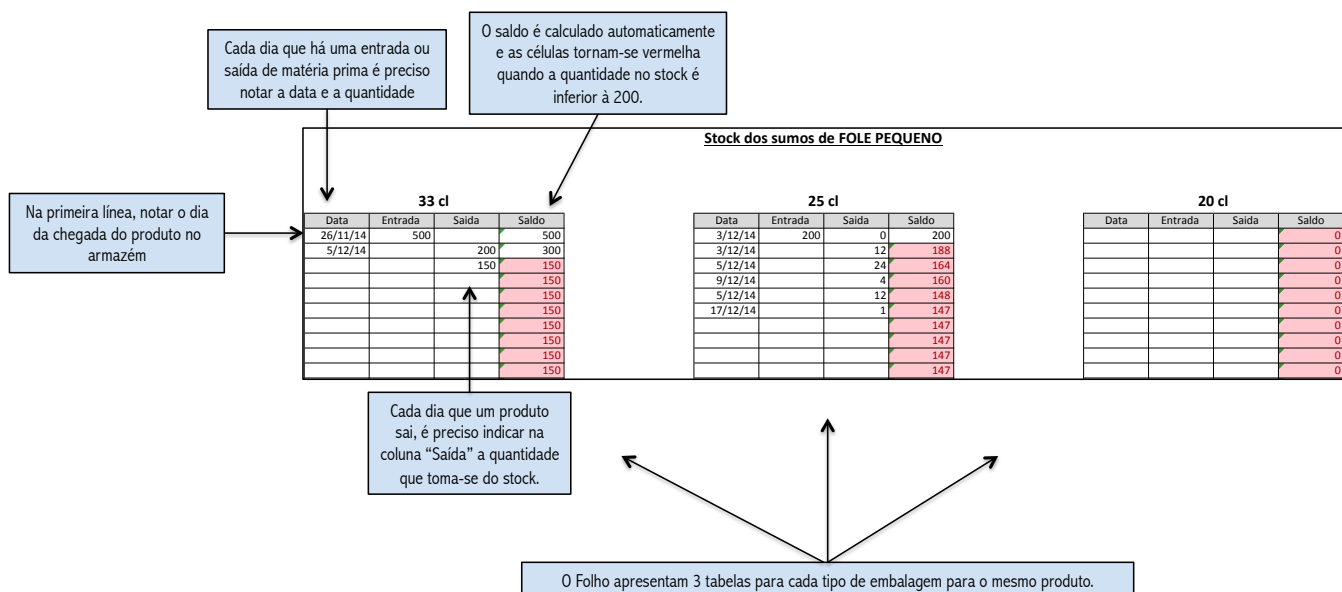 Cada dia que há uma entrada ou
saída de matéria prima é preciso
notar a data e a quantidade
O saldo é calculado automaticamente
e as células tornam-se vermelha
quando a quantidade no stock é
inferior à 200.
Na primeira línea, notar o dia
da chegada do produto no
armazém
Stock dos sumos de FOLE PEQUENO
33 cl
Data Entrada Saida Saldo
26/11/14 500 500
5/12/14 200 300
150 150
150
150
150
150
150
150
150
25 cl
Data Entrada Saida Saldo
3/12/14 200 0 200
3/12/14 12 188
5/12/14 24 164
9/12/14 4 160
5/12/14 12 148
17/12/14 1 147
147
147
147
147
20 cl
Data Entrada Saida Saldo
0
0
0
0
0
0
0
0
0
0
Cada dia que um produto
sai, é preciso indicar na
coluna “Saída” a quantidade
que toma-se do stock.
O Folho apresentam 3 tabelas para cada tipo de embalagem para o mesmo produto.